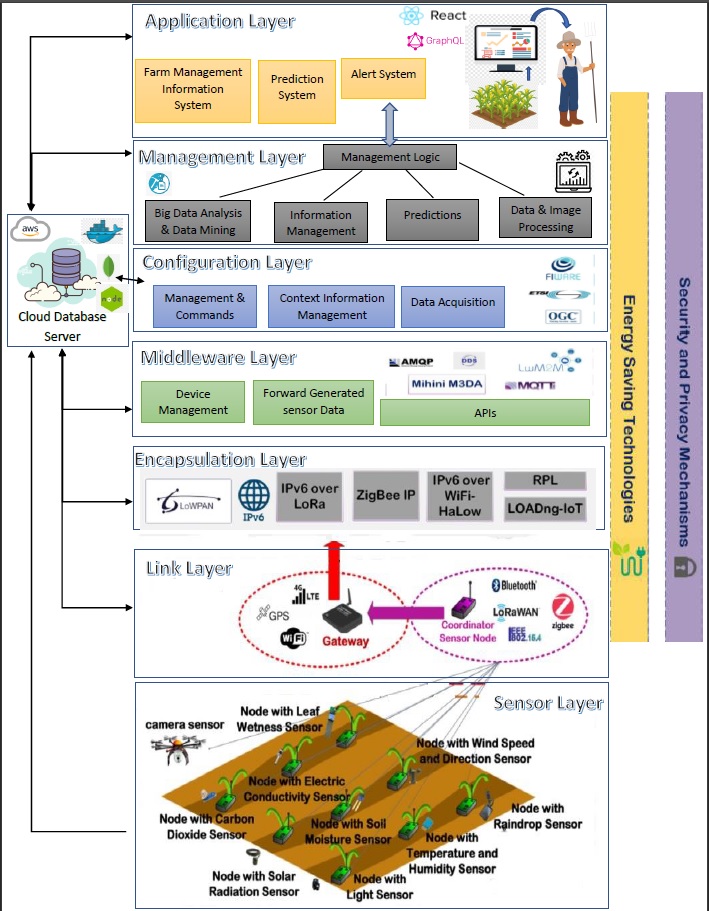 Application Layer
React
GraphQL
Farm Management
Information
System
Prediction
System
Alert System
Management Layer
Management Logic
Big Data Analysis
& Data Mining
Information
Management
Predictions
Data & Image
Processing
aws
node
Cloud Database
Server
Configuration Layer
Management &
Commands
Context Information
Management
Data Acquisition
FIWARE
ETSI
OGC
Middleware Layer
AMQP
DDS
LwM2M
Mihini M3DA
MQTT
Device
Management
Forward Generated
sensor Data
APIs
Encapsulation Layer
6LoWPAN
IPv6
IPv6 over
LoRa
ZigBee IP
IPv6 over
WiFi-
HaLow
RPL
LOADng-IoT
Link Layer
4G
LTE
GPS
WiFi
Gateway
Bluetooth
LoRaWAN
zigbee
Coordinator
Sensor Node
IEEE
802.15.4
Sensor Layer
camera sensor
Node with Leaf
Wetness Sensor
Node with Wind Speed
and Direction Sensor
Node with Electric
Conductivity Sensor
Node with Carbon
Dioxide Sensor
Node with Soil
Moisture Sensor
Node with
Raindrop Sensor
Node with
Temperature and
Humidity Sensor
Node with Solar
Radiation Sensor
Node with
Light Sensor
Energy Saving Technologies
Security and Privacy Mechanisms